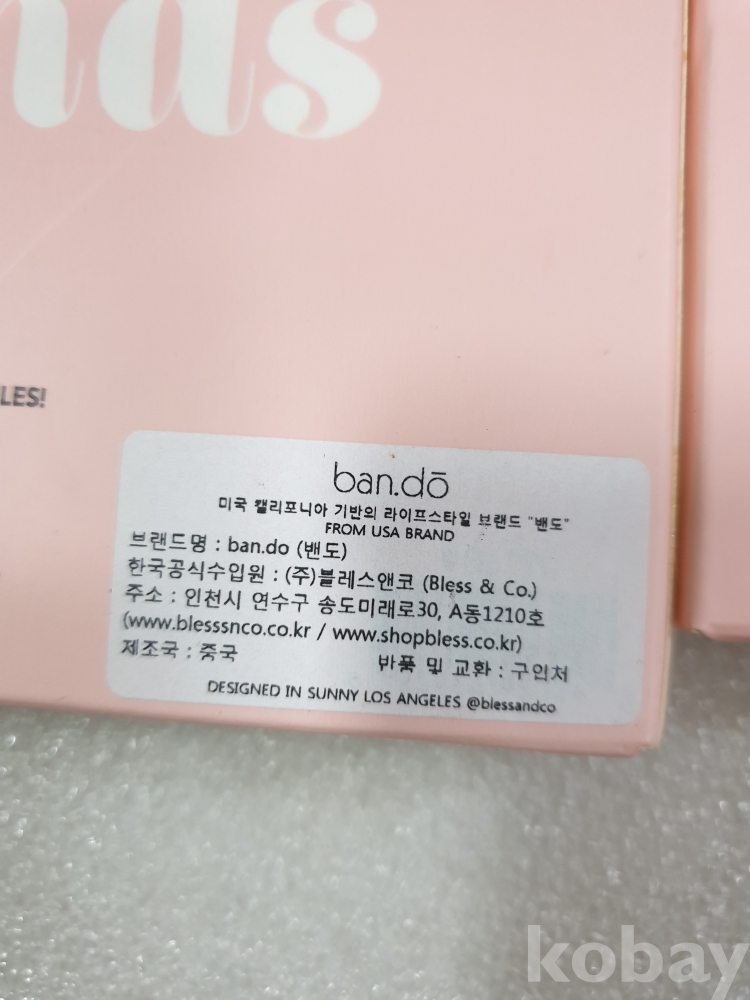 nas
LES!
ban.dō
미국 캘리포니아 기반의 라이프스타일 브랜드 "밴도"
FROM USA BRAND
브랜드명 : ban.do (밴도)
한국공식수입원 : (주)블레스앤코 (Bless & Co.)
주소 : 인천시 연수구 송도미래로30, A동1210호
(www.blesssnco.co.kr / www.shopbless.co.kr)
제조국 : 중국 반품 및 교환 : 구인처
DESIGNED IN SUNNY LOS ANGELES @blessandco
kobay